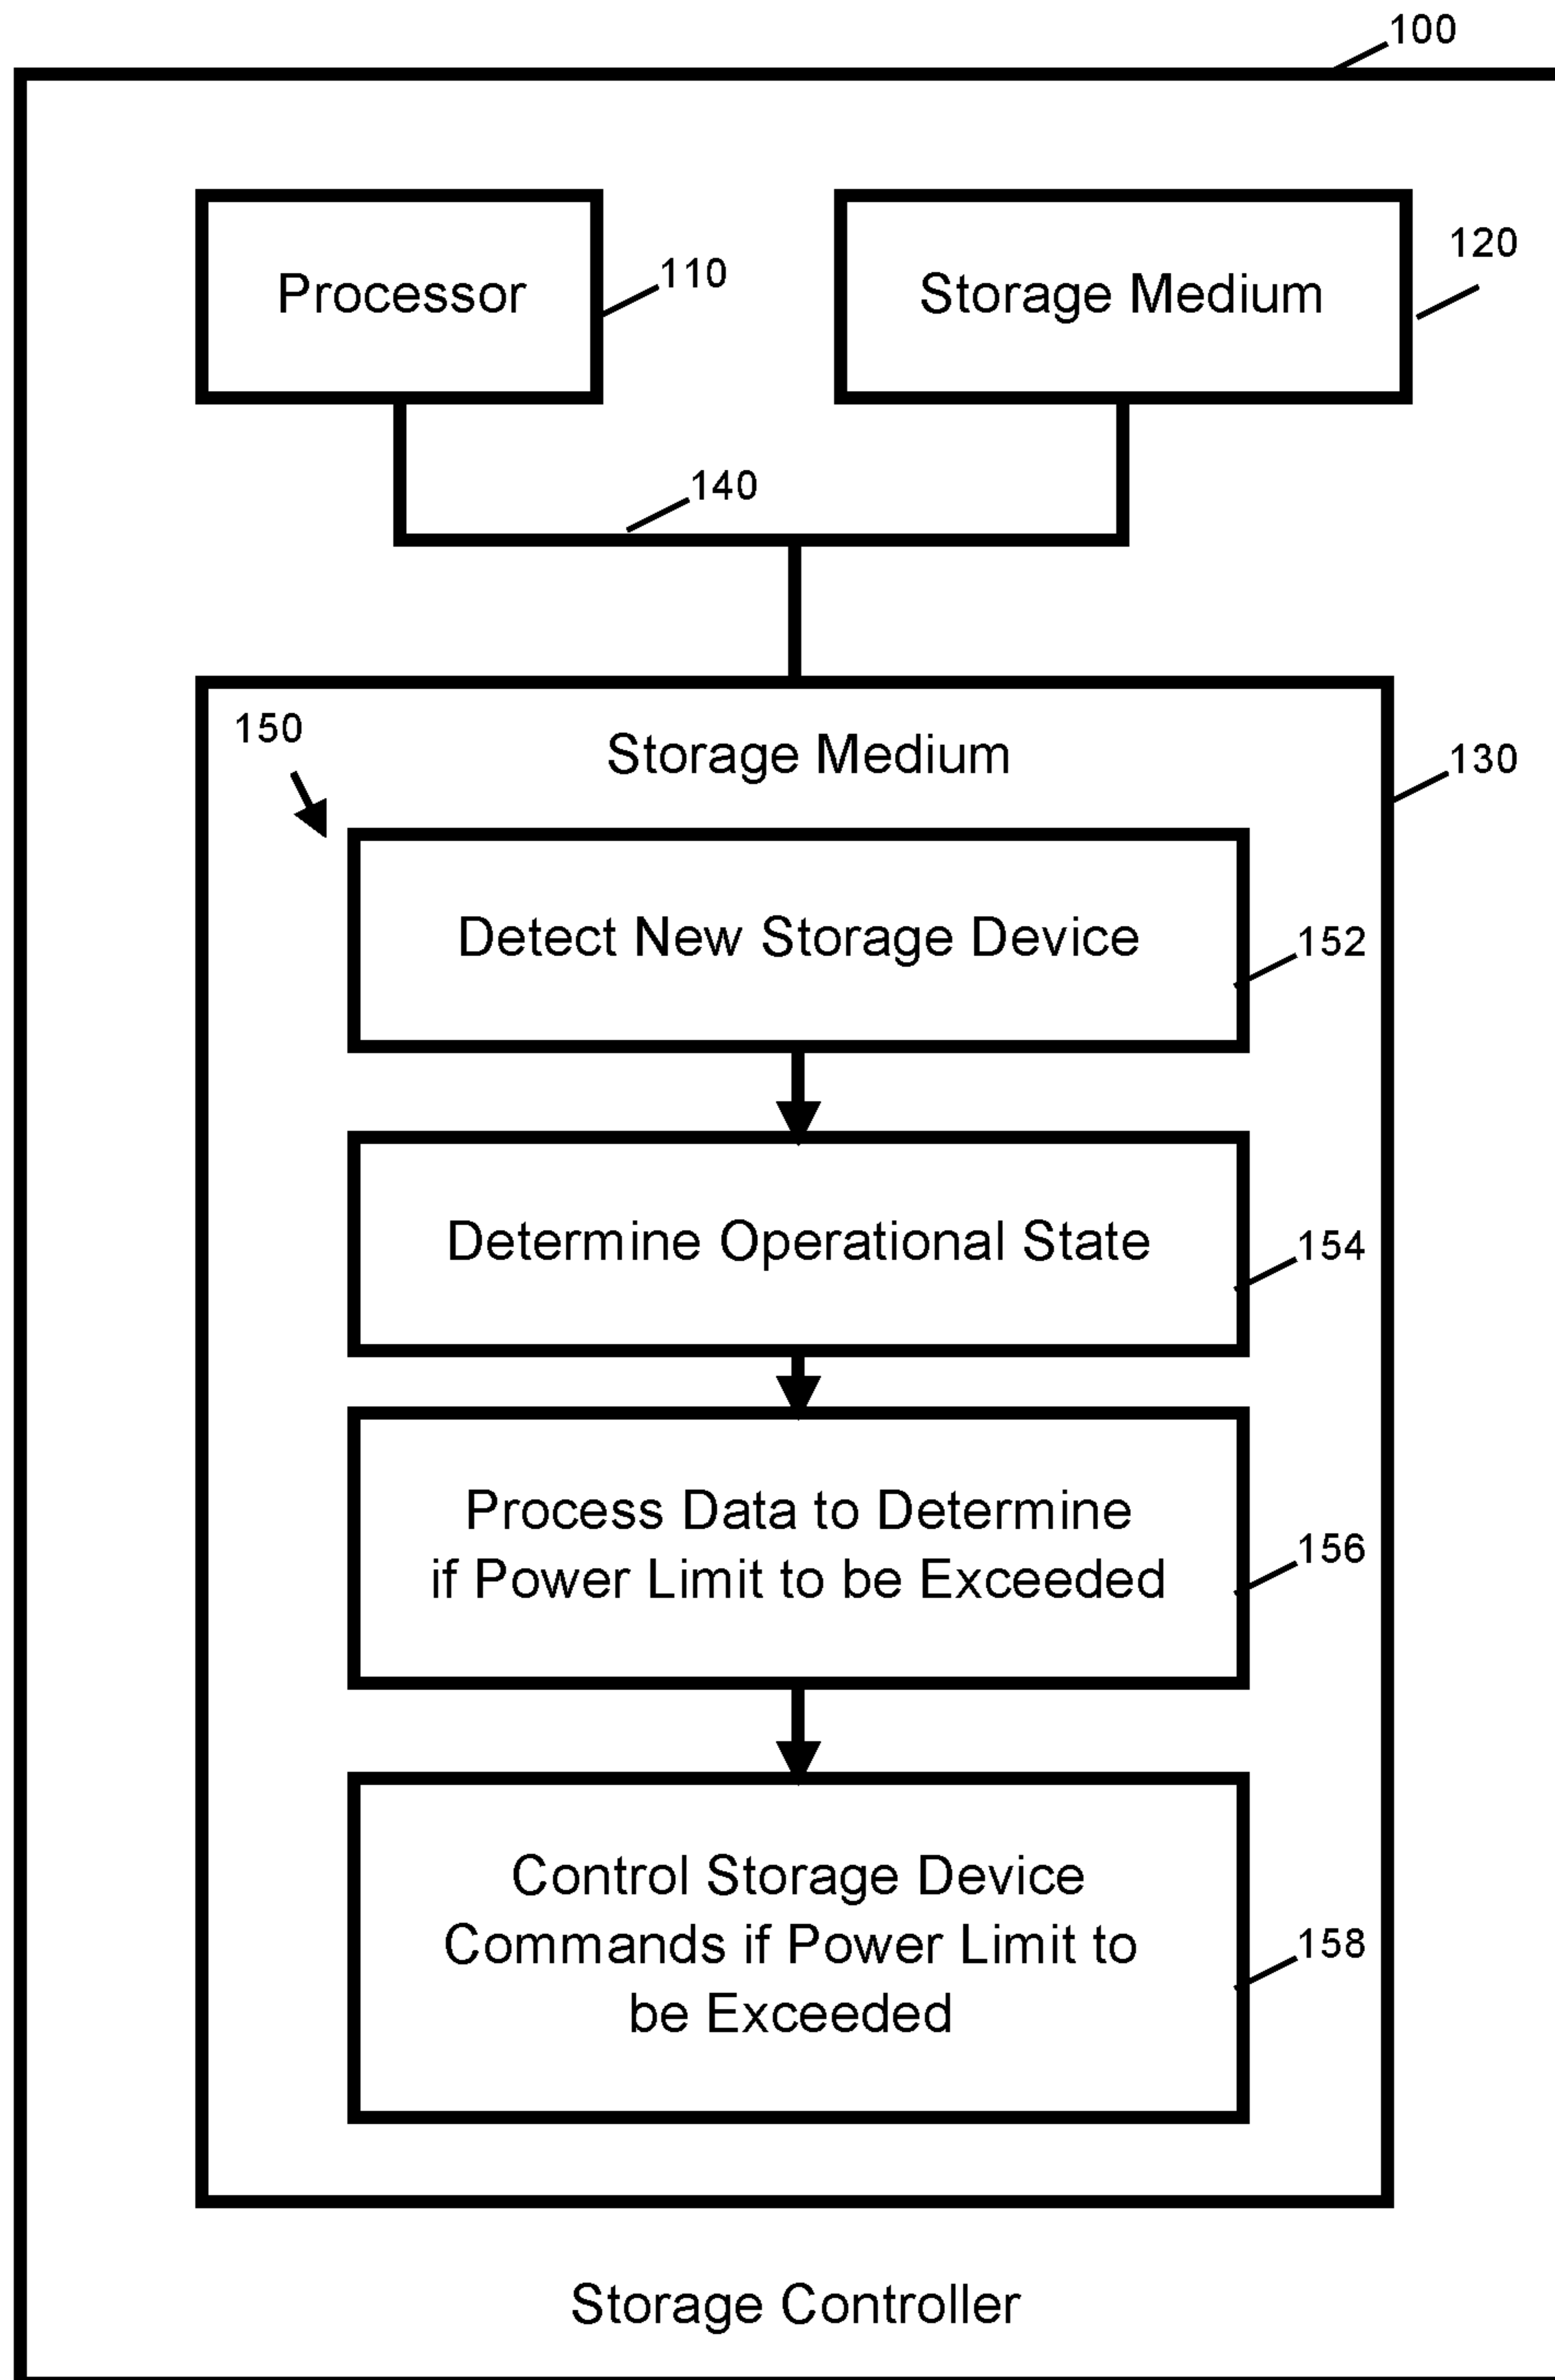 100
Processor
110
Storage Medium
120
140
150
Storage Medium
130
Detect New Storage Device
152
Determine Operational State
154
Process Data to Determine
if Power Limit to be Exceeded
156
Control Storage Device
Commands if Power Limit to
be Exceeded
158
Storage Controller